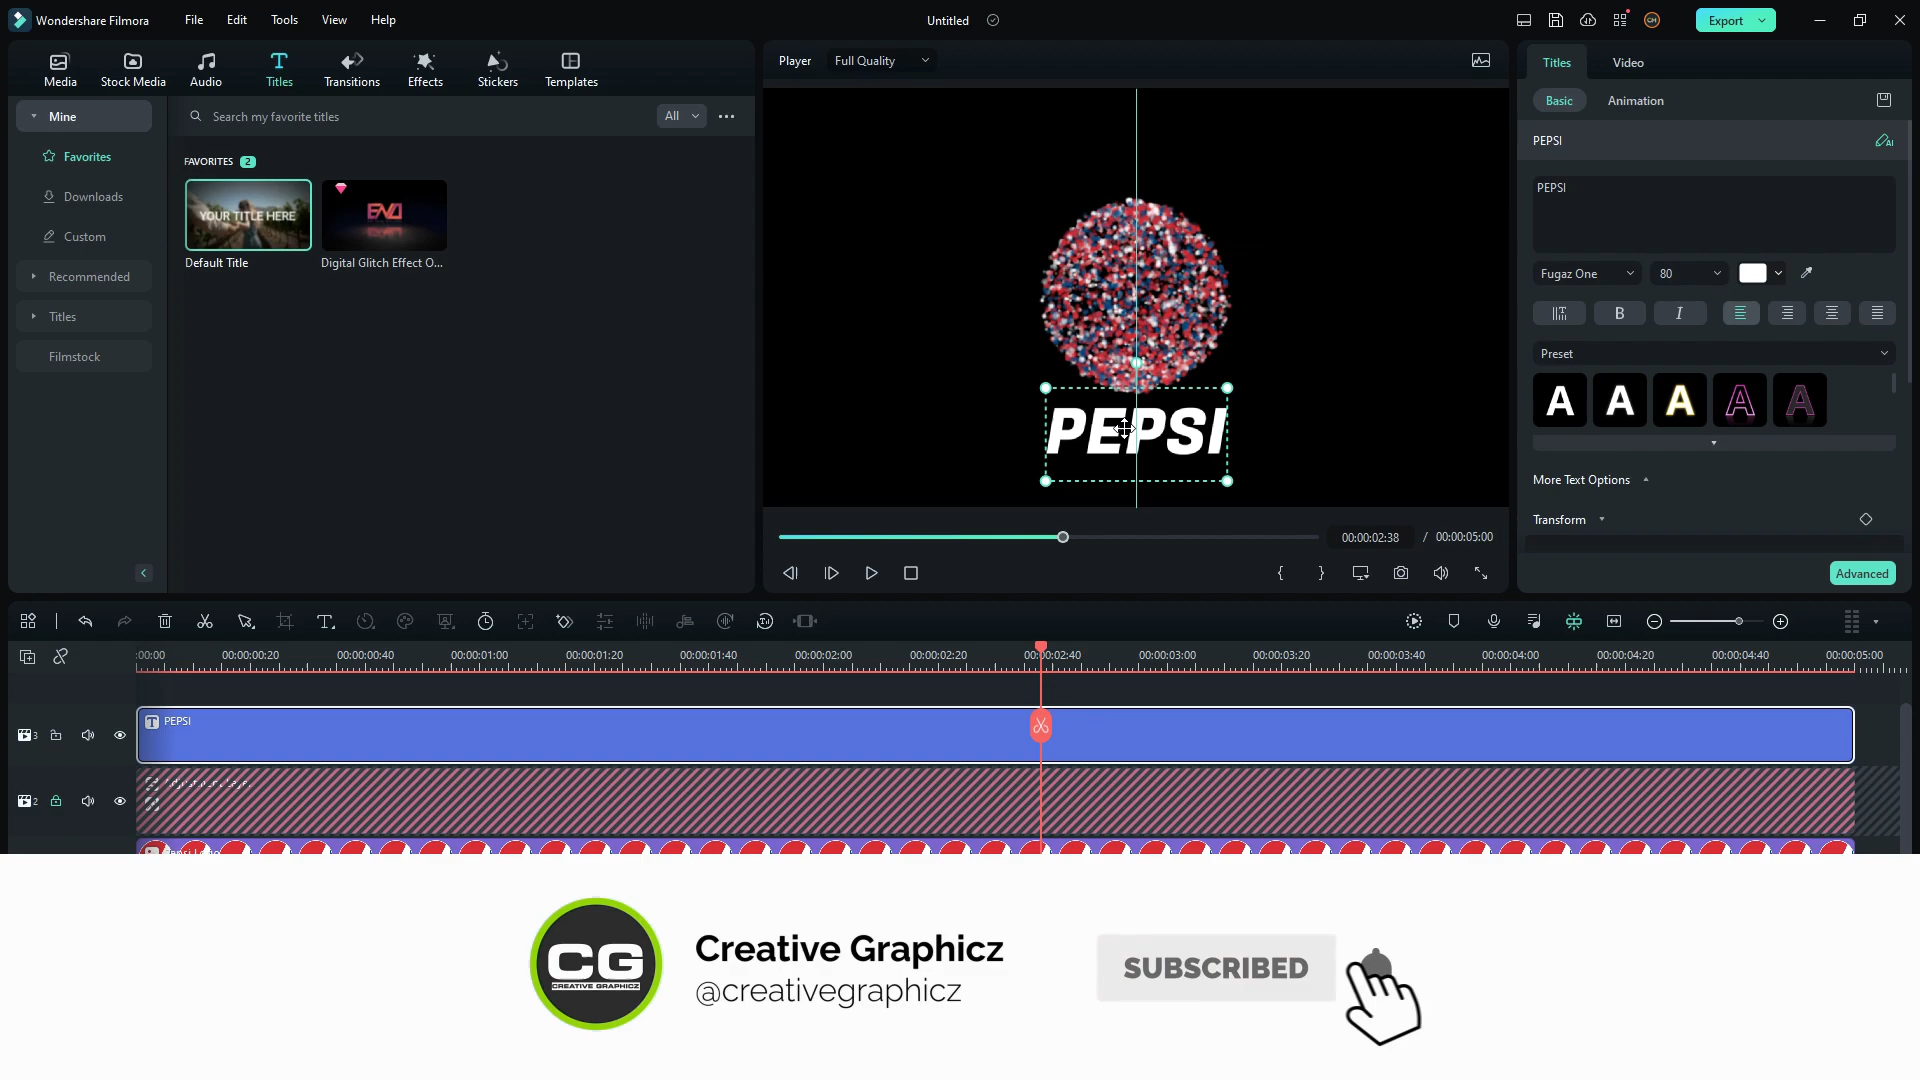 Wondershare Filmora
File
Edit
Tools
View
Help
Untitled
Export
Media
Stock Media
Audio
Titles
Transitions
Effects
Stickers
Templates
Player
Full Quality
Titles
Video
Mine
Search my favorite titles
All
Basic
Animation
Favorites
FAVORITES 2
PEPSI
Downloads
YOUR TITLE HERE
END
PEPSI
Custom
Default Title
Digital Glitch Effect O...
Recommended
Fugaz One
80
B
I
Titles
Filmstock
Preset
A A A A A
PEPSI
More Text Options
Transform
00:00:02:38 / 00:00:05:00
Advanced
:00:00
00:00:00:20
00:00:00:40
00:00:01:00
00:00:01:20
00:00:01:40
00:00:02:00
00:00:02:20
00:00:02:40
00:00:03:00
00:00:03:20
00:00:03:40
00:00:04:00
00:00:04:20
00:00:04:40
00:00:05:00
T PEPSI
3
2
CG
CREATIVE GRAPHICZ
Creative Graphicz
@creativegraphicz
SUBSCRIBED